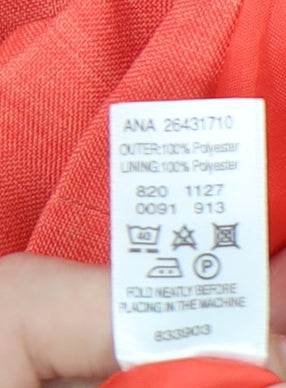 ANA 26431710
OUTER:100% Polyester
LINING:100% Polyester
820 1127
0091 913
40
P
FOLD NEATLY BEFORE
PLACING IN THE MACHINE
833903